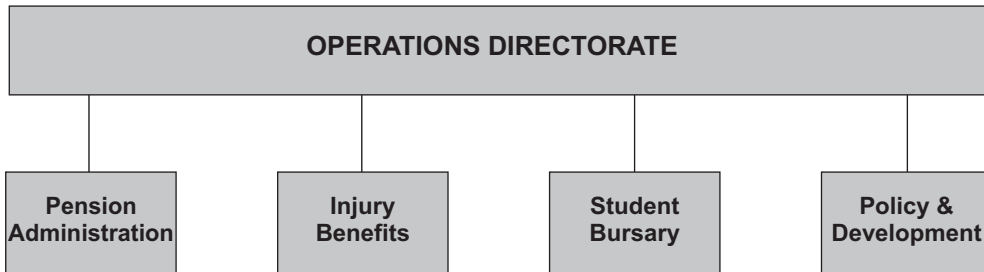 OPERATIONS DIRECTORATE
Pension
Administration
Injury
Benefits
Student
Bursary
Policy &
Development